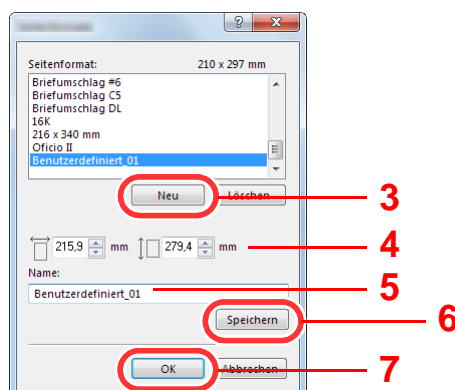 Seitenformat: 210 x 297 mm
Briefumschlag #6
Briefumschlag C5
Briefumschlag DL
16K
216 x 340 mm
Oficio II
Benutzerdefiniert_01
Neu Löschen 3
215,9 mm 279,4 mm 4
Name:
Benutzerdefiniert_01 5
Speichern 6
OK Abbrechen 7